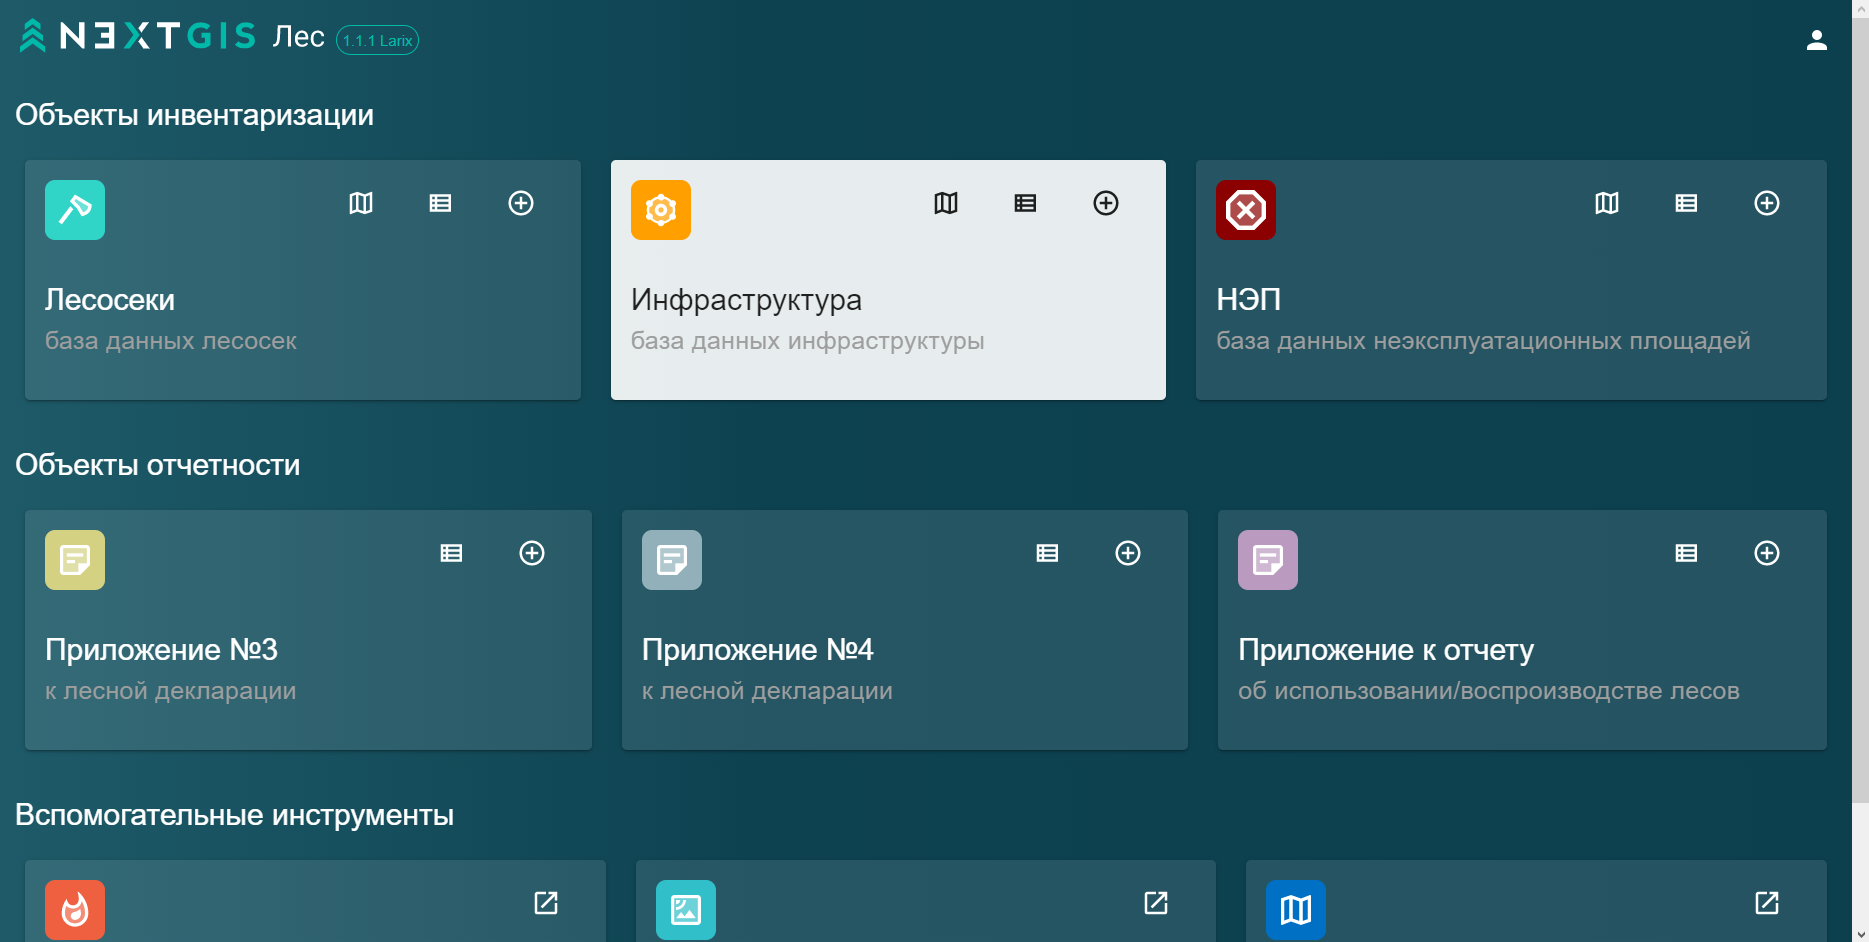 NEXTGIS Лес 1.1.1 Larix
Объекты инвентаризации
Лесосеки
база данных лесосек
Инфраструктура
база данных инфраструктуры
НЭП
база данных неэксплуатационных площадей
Объекты отчетности
Приложение №3
к лесной декларации
Приложение №4
к лесной декларации
Приложение к отчету
об использовании/воспроизводстве лесов
Вспомогательные инструменты